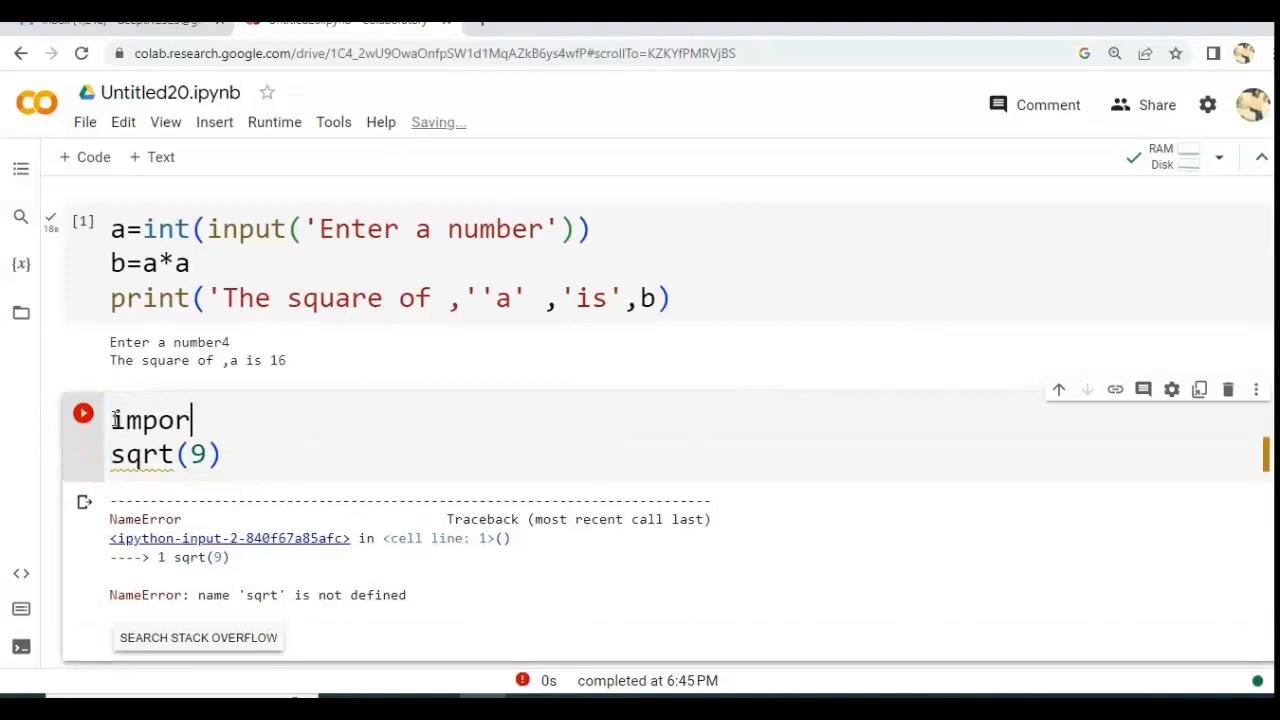 colab.research.google.com/drive/1C4_2wU9OwaOnfpSW1d1MqAZkB6ys4wfP#scrollTo=KZKYfPMRVjBS
Untitled20.ipynb
Comment
Share
File Edit View Insert Runtime Tools Help Saving...
+ Code + Text
RAM
Disk
[1]
18s
{x}
a=int(input('Enter a number'))
b=a*a
print('The square of ,''a' ,'is',b)
Enter a number4
The square of ,a is 16
impor
sqrt(9)
---------------------------------------------------------------------------
NameError Traceback (most recent call last)
<ipython-input-2-840f67a85afc> in <cell line: 1>()
----> 1 sqrt(9)
NameError: name 'sqrt' is not defined
SEARCH STACK OVERFLOW
0s completed at 6:45PM